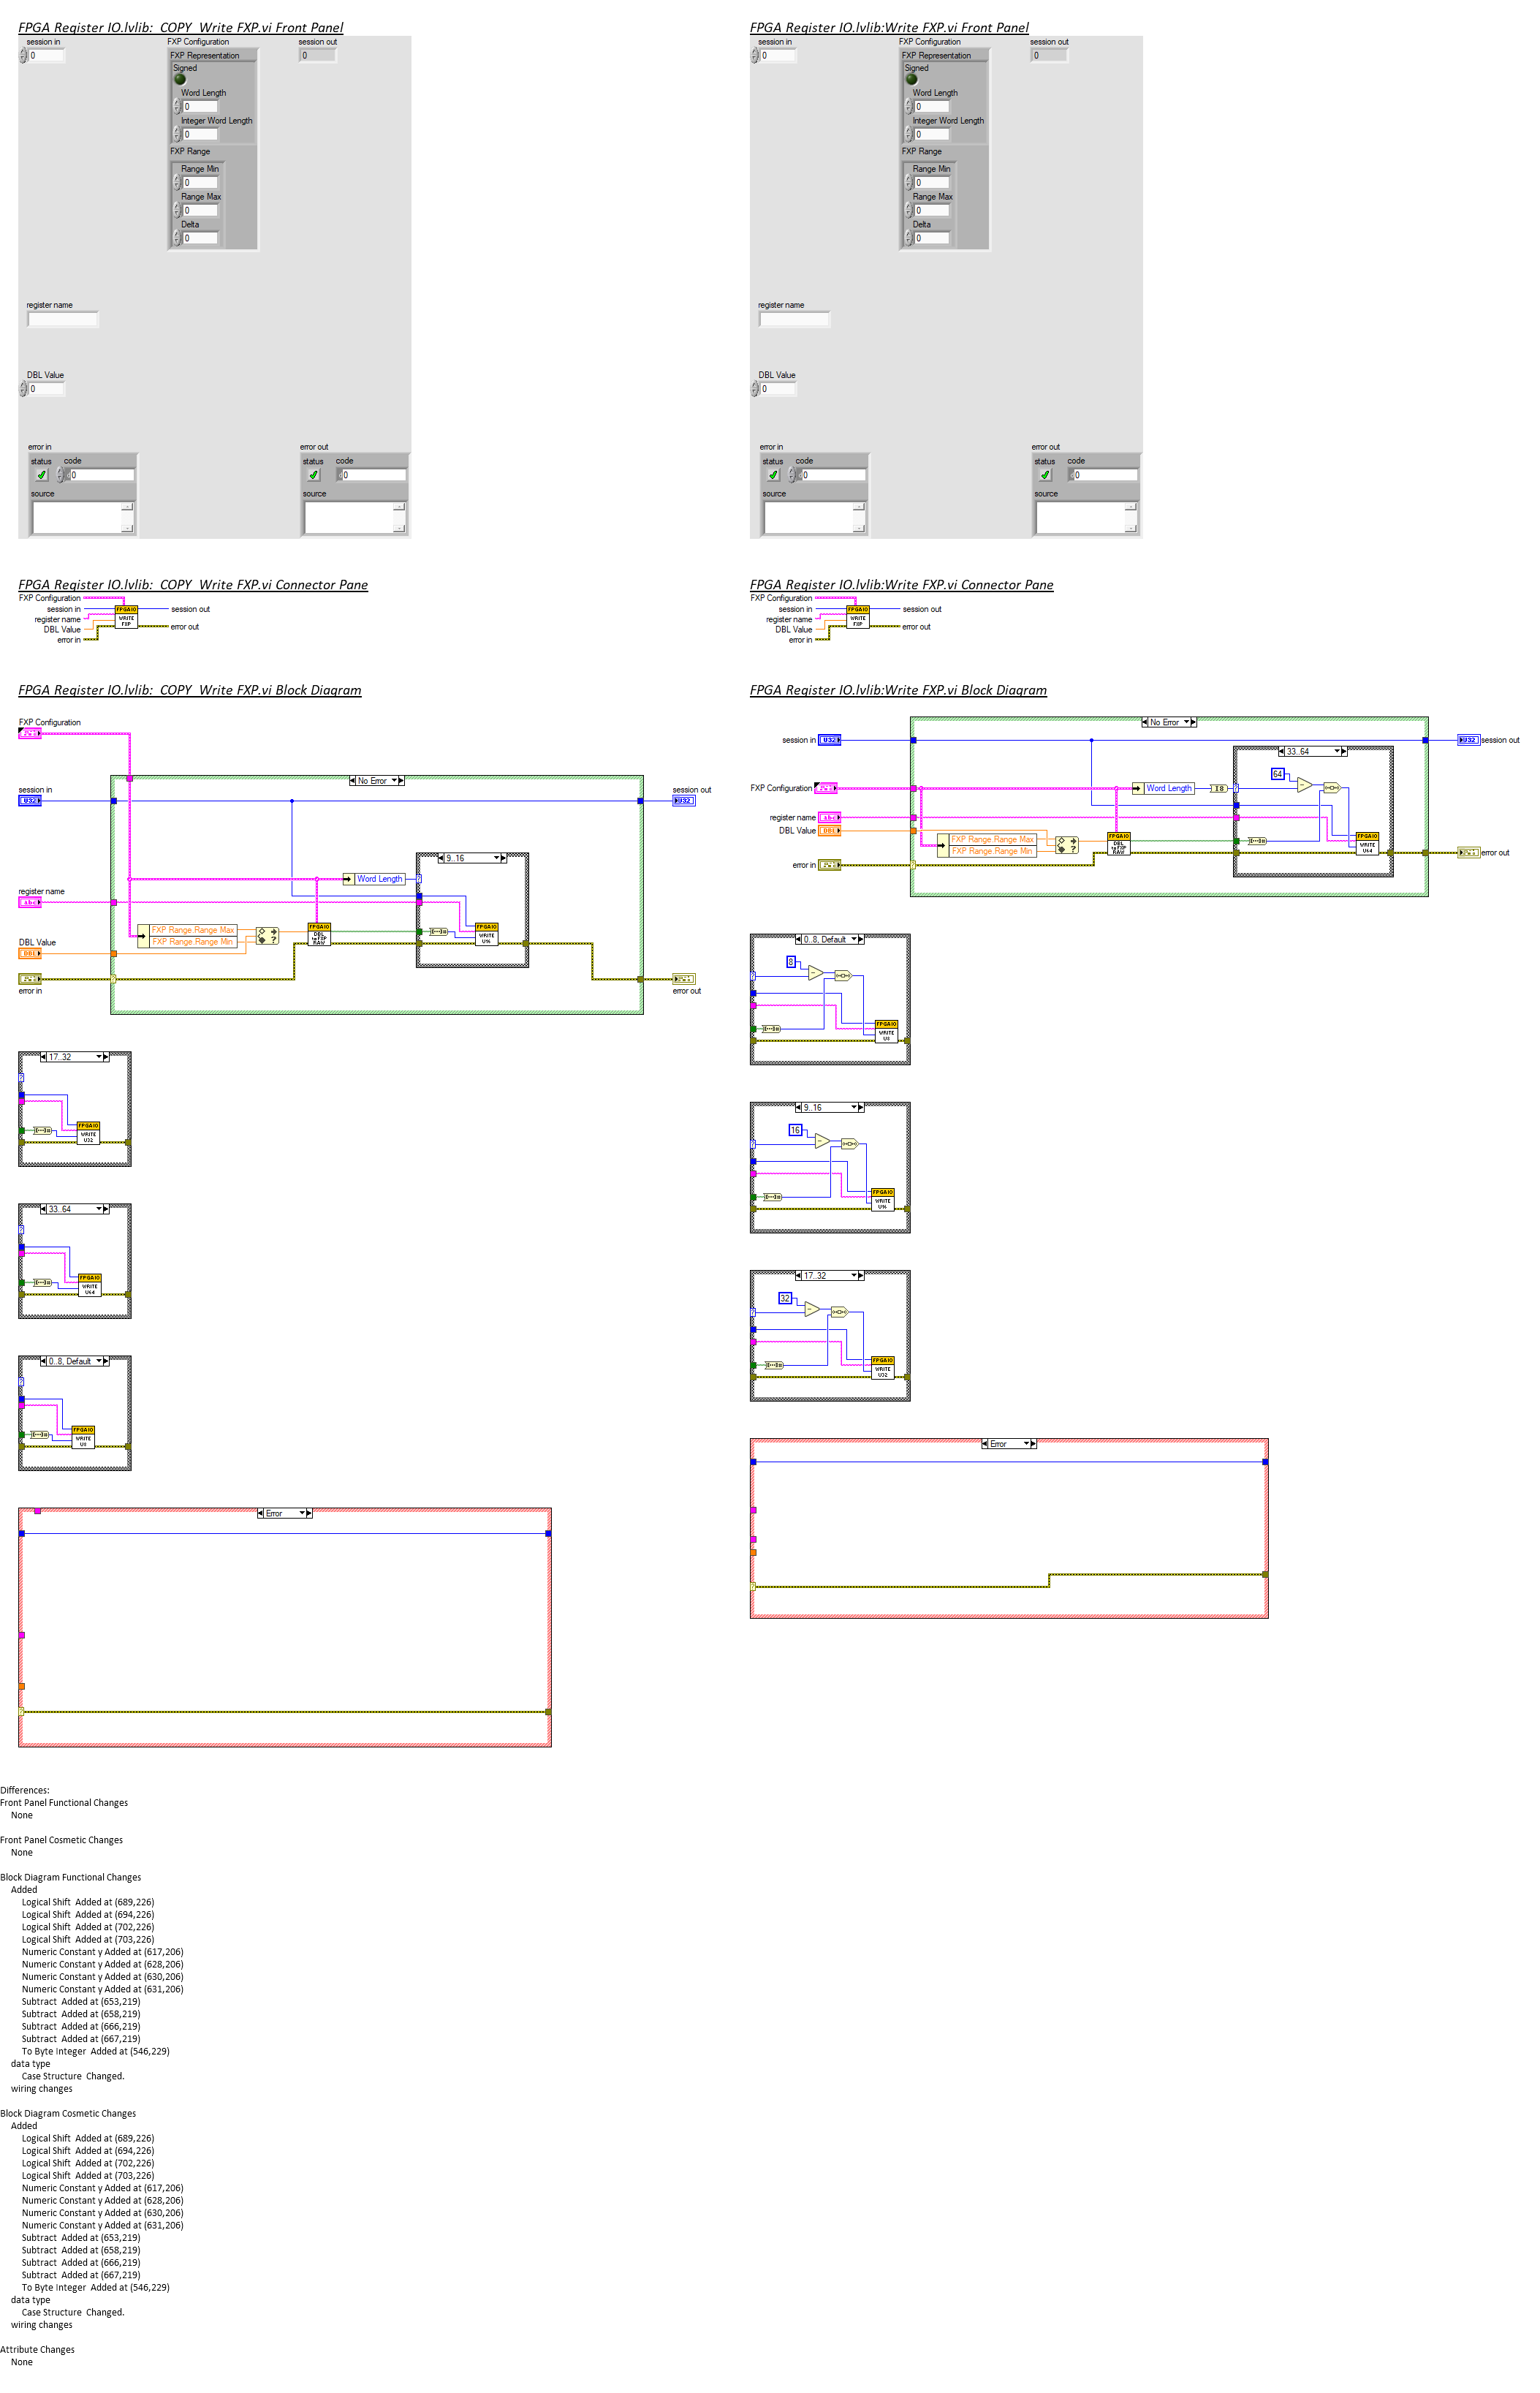 FPGA Register IO.lvlib:  COPY  Write FXP.vi Front Panel
session in
0
FXP Configuration
FXP Representation
Signed
Word Length
0
Integer Word Length
0
FXP Range
Range Min
0
Range Max
0
Delta
0
session out
0
register name
DBL Value
0
error in
status
code
0
source
error out
status
code
0
source
FPGA Register IO.lvlib:Write FXP.vi Front Panel
session in
0
FXP Configuration
FXP Representation
Signed
Word Length
0
Integer Word Length
0
FXP Range
Range Min
0
Range Max
0
Delta
0
session out
0
register name
DBL Value
0
error in
status
code
0
source
error out
status
code
0
source
FPGA Register IO.lvlib:  COPY  Write FXP.vi Connector Pane
FXP Configuration
session in
register name
DBL Value
error in
FPGAIO
WRITE
FXP
session out
error out
FPGA Register IO.lvlib:Write FXP.vi Connector Pane
FXP Configuration
session in
register name
DBL Value
error in
FPGAIO
WRITE
FXP
session out
error out
FPGA Register IO.lvlib:  COPY  Write FXP.vi Block Diagram
FXP Configuration
No Error
session in
U32
session out
U32
9..16
Word Length
register name
abc
FXP Range.Range Max
FXP Range.Range Min
FPGAIO
DBL
toFXP
RAW
FPGAIO
WRITE
U16
DBL Value
DBL
error in
error out
17..32
FPGAIO
WRITE
U32
33..64
FPGAIO
WRITE
U64
0..8, Default
FPGAIO
WRITE
U8
Error
FPGA Register IO.lvlib:Write FXP.vi Block Diagram
No Error
session in
U32
U32
session out
33..64
64
FXP Configuration
Word Length
I8
register name
abc
DBL Value
DBL
FXP Range.Range Max
FXP Range.Range Min
FPGAIO
DBL
toFXP
RAW
FPGAIO
WRITE
U64
error in
error out
0..8, Default
8
FPGAIO
WRITE
U8
9..16
16
FPGAIO
WRITE
U16
17..32
32
FPGAIO
WRITE
U32
Error
Differences:
Front Panel Functional Changes
None
Front Panel Cosmetic Changes
None
Block Diagram Functional Changes
Added
Logical Shift  Added at (689,226)
Logical Shift  Added at (694,226)
Logical Shift  Added at (702,226)
Logical Shift  Added at (703,226)
Numeric Constant y Added at (617,206)
Numeric Constant y Added at (628,206)
Numeric Constant y Added at (630,206)
Numeric Constant y Added at (631,206)
Subtract  Added at (653,219)
Subtract  Added at (658,219)
Subtract  Added at (666,219)
Subtract  Added at (667,219)
To Byte Integer  Added at (546,229)
data type
Case Structure  Changed.
wiring changes
Block Diagram Cosmetic Changes
Added
Logical Shift  Added at (689,226)
Logical Shift  Added at (694,226)
Logical Shift  Added at (702,226)
Logical Shift  Added at (703,226)
Numeric Constant y Added at (617,206)
Numeric Constant y Added at (628,206)
Numeric Constant y Added at (630,206)
Numeric Constant y Added at (631,206)
Subtract  Added at (653,219)
Subtract  Added at (658,219)
Subtract  Added at (666,219)
Subtract  Added at (667,219)
To Byte Integer  Added at (546,229)
data type
Case Structure  Changed.
wiring changes
Attribute Changes
None